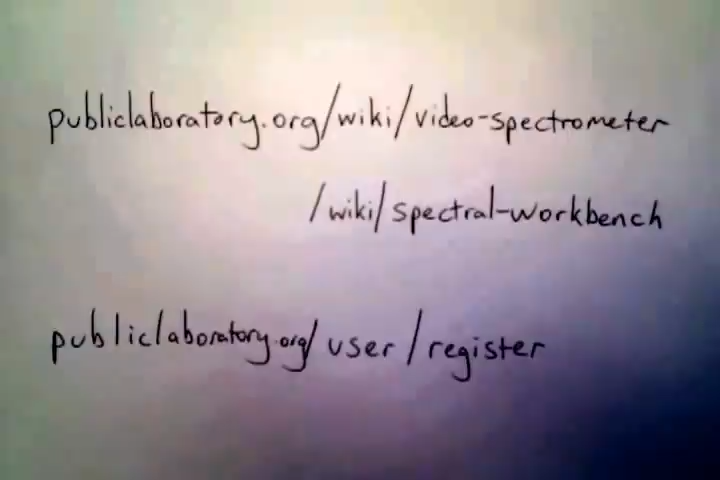 publiclaboratory.org/wiki/video-spectrometer
/wiki/spectral-workbench
publiclaboratory.org/user/register